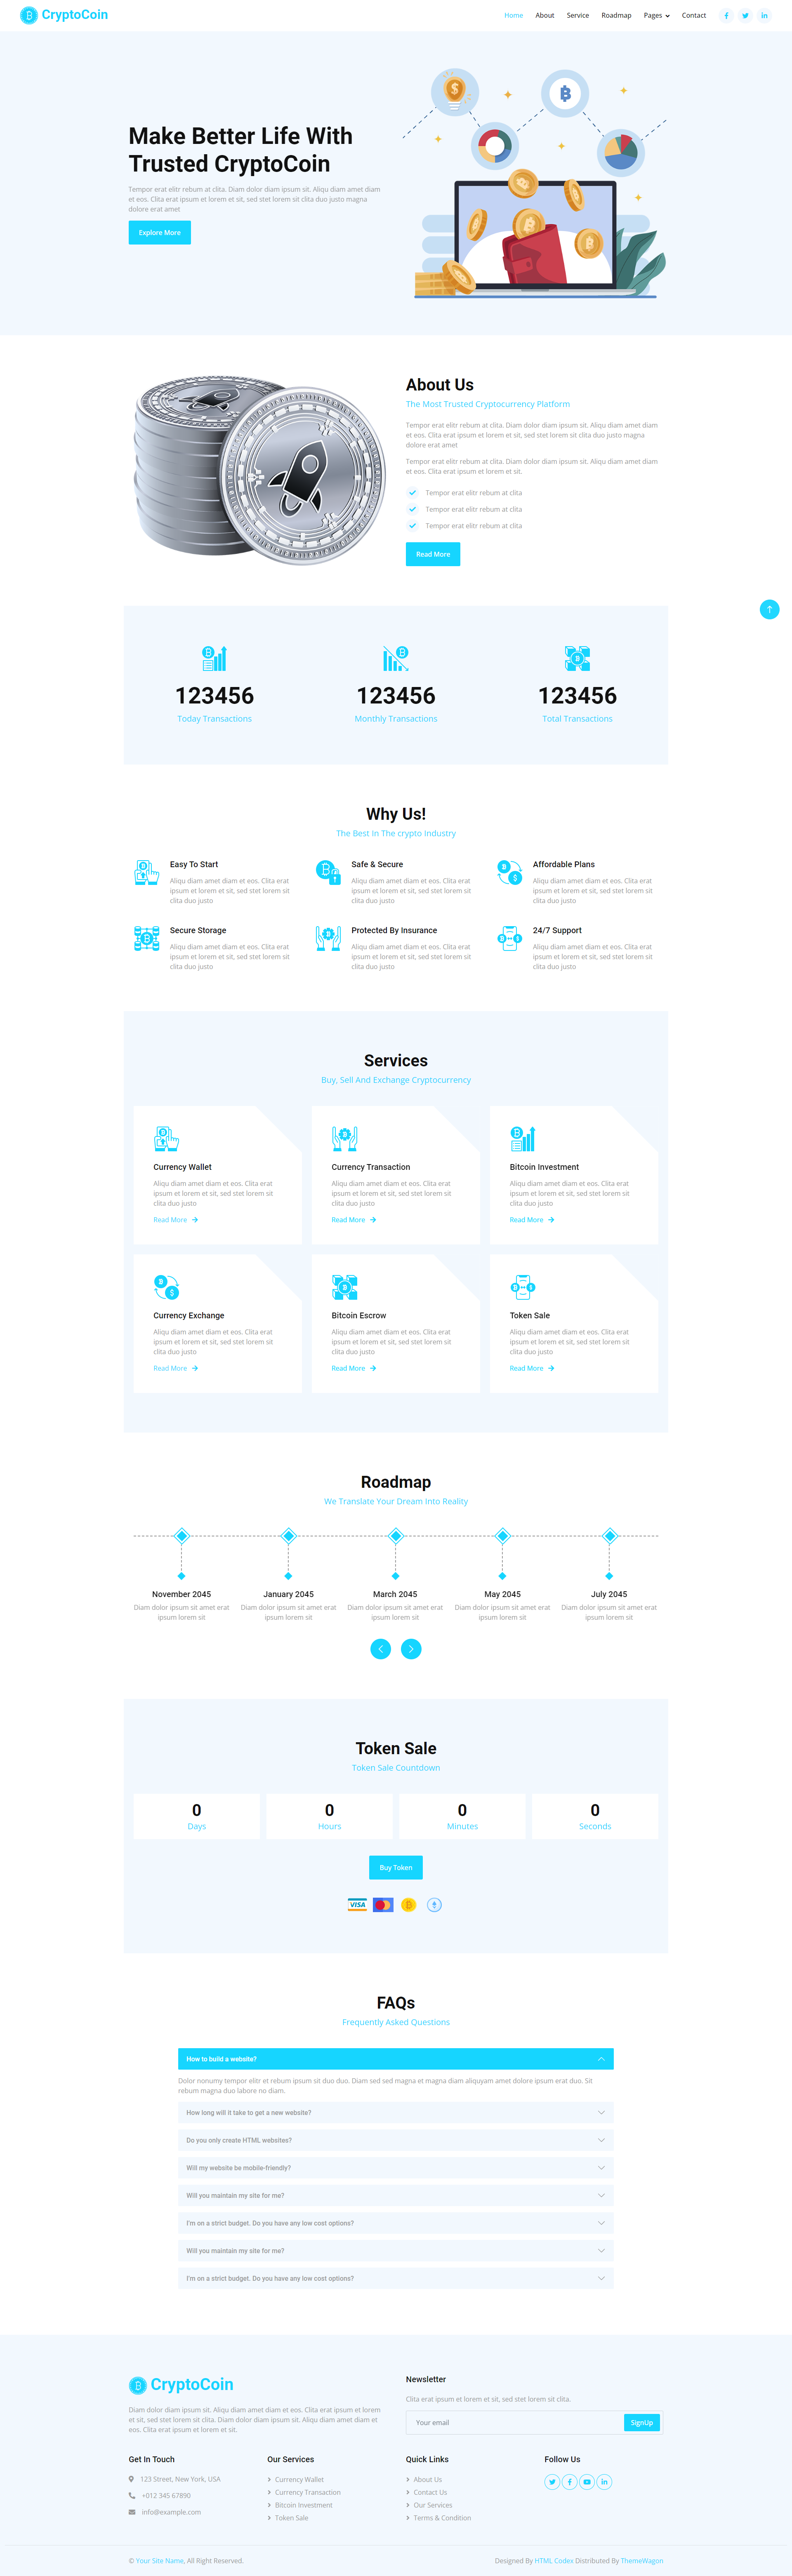 CryptoCoin
Home About Service Roadmap Pages Contact
Make Better Life With
Trusted CryptoCoin
Tempor erat elitr rebum at clita. Diam dolor diam ipsum sit. Aliqu diam amet diam
et eos. Clita erat ipsum et lorem et sit, sed stet lorem sit clita duo justo magna
dolore erat amet
Explore More
About Us
The Most Trusted Cryptocurrency Platform
Tempor erat elitr rebum at clita. Diam dolor diam ipsum sit. Aliqu diam amet diam
et eos. Clita erat ipsum et lorem et sit, sed stet lorem sit clita duo justo magna
dolore erat amet
Tempor erat elitr rebum at clita. Diam dolor diam ipsum sit. Aliqu diam amet diam
et eos. Clita erat ipsum et lorem et sit.
Tempor erat elitr rebum at clita
Tempor erat elitr rebum at clita
Tempor erat elitr rebum at clita
Read More
123456
Today Transactions
123456
Monthly Transactions
123456
Total Transactions
Why Us!
The Best In The crypto Industry
Easy To Start
Aliqu diam amet diam et eos. Clita erat
ipsum et lorem et sit, sed stet lorem sit
clita duo justo
Safe & Secure
Aliqu diam amet diam et eos. Clita erat
ipsum et lorem et sit, sed stet lorem sit
clita duo justo
Affordable Plans
Aliqu diam amet diam et eos. Clita erat
ipsum et lorem et sit, sed stet lorem sit
clita duo justo
Secure Storage
Aliqu diam amet diam et eos. Clita erat
ipsum et lorem et sit, sed stet lorem sit
clita duo justo
Protected By Insurance
Aliqu diam amet diam et eos. Clita erat
ipsum et lorem et sit, sed stet lorem sit
clita duo justo
24/7 Support
Aliqu diam amet diam et eos. Clita erat
ipsum et lorem et sit, sed stet lorem sit
clita duo justo
Services
Buy, Sell And Exchange Cryptocurrency
Currency Wallet
Aliqu diam amet diam et eos. Clita erat
ipsum et lorem et sit, sed stet lorem sit
clita duo justo
Read More
Currency Transaction
Aliqu diam amet diam et eos. Clita erat
ipsum et lorem et sit, sed stet lorem sit
clita duo justo
Read More
Bitcoin Investment
Aliqu diam amet diam et eos. Clita erat
ipsum et lorem et sit, sed stet lorem sit
clita duo justo
Read More
Currency Exchange
Aliqu diam amet diam et eos. Clita erat
ipsum et lorem et sit, sed stet lorem sit
clita duo justo
Read More
Bitcoin Escrow
Aliqu diam amet diam et eos. Clita erat
ipsum et lorem et sit, sed stet lorem sit
clita duo justo
Read More
Token Sale
Aliqu diam amet diam et eos. Clita erat
ipsum et lorem et sit, sed stet lorem sit
clita duo justo
Read More
Roadmap
We Translate Your Dream Into Reality
November 2045
Diam dolor ipsum sit amet erat
ipsum lorem sit
January 2045
Diam dolor ipsum sit amet erat
ipsum lorem sit
March 2045
Diam dolor ipsum sit amet erat
ipsum lorem sit
May 2045
Diam dolor ipsum sit amet erat
ipsum lorem sit
July 2045
Diam dolor ipsum sit amet erat
ipsum lorem sit
Token Sale
Token Sale Countdown
0
Days
0
Hours
0
Minutes
0
Seconds
Buy Token
VISA
FAQs
Frequently Asked Questions
How to build a website?
Dolor nonumy tempor elitr et rebum ipsum sit duo duo. Diam sed sed magna et magna diam aliquyam amet dolore ipsum erat duo. Sit
rebum magna duo labore no diam.
How long will it take to get a new website?
Do you only create HTML websites?
Will my website be mobile-friendly?
Will you maintain my site for me?
I'm on a strict budget. Do you have any low cost options?
Will you maintain my site for me?
I'm on a strict budget. Do you have any low cost options?
CryptoCoin
Diam dolor diam ipsum sit. Aliqu diam amet diam et eos. Clita erat ipsum et lorem
et sit, sed stet lorem sit clita. Diam dolor diam ipsum sit. Aliqu diam amet diam et
eos. Clita erat ipsum et lorem et sit.
Newsletter
Clita erat ipsum et lorem et sit, sed stet lorem sit clita.
Your email
SignUp
Get In Touch
123 Street, New York, USA
+012 345 67890
info@example.com
Our Services
Currency Wallet
Currency Transaction
Bitcoin Investment
Token Sale
Quick Links
About Us
Contact Us
Our Services
Terms & Condition
Follow Us
© Your Site Name, All Right Reserved.
Designed By HTML Codex Distributed By ThemeWagon